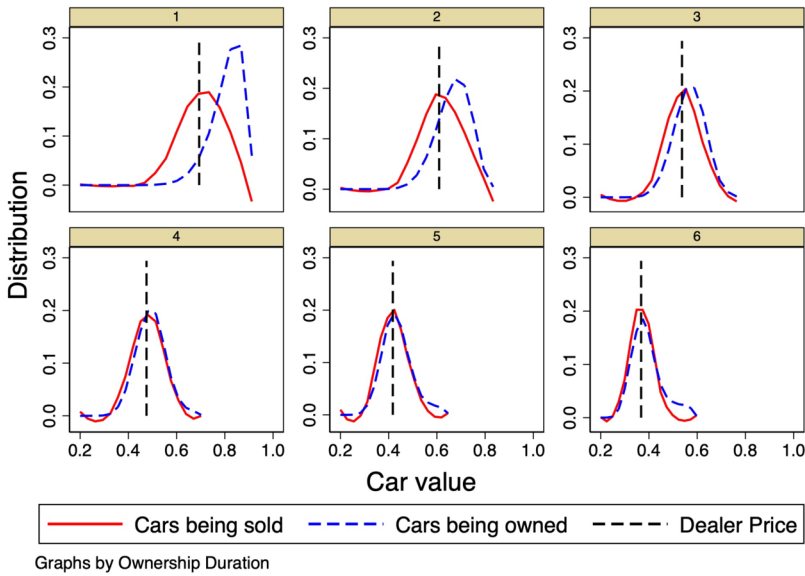 1 2 3
0.3 0.3 0.3
0.2 0.2 0.2
0.1 0.1 0.1
0.0 0.0 0.0
Distribution
4 5 6
0.3 0.3 0.3
0.2 0.2 0.2
0.1 0.1 0.1
0.0 0.0 0.0
0.2 0.4 0.6 0.8 1.0 0.2 0.4 0.6 0.8 1.0 0.2 0.4 0.6 0.8 1.0
Car value
Cars being sold Cars being owned Dealer Price
Graphs by Ownership Duration